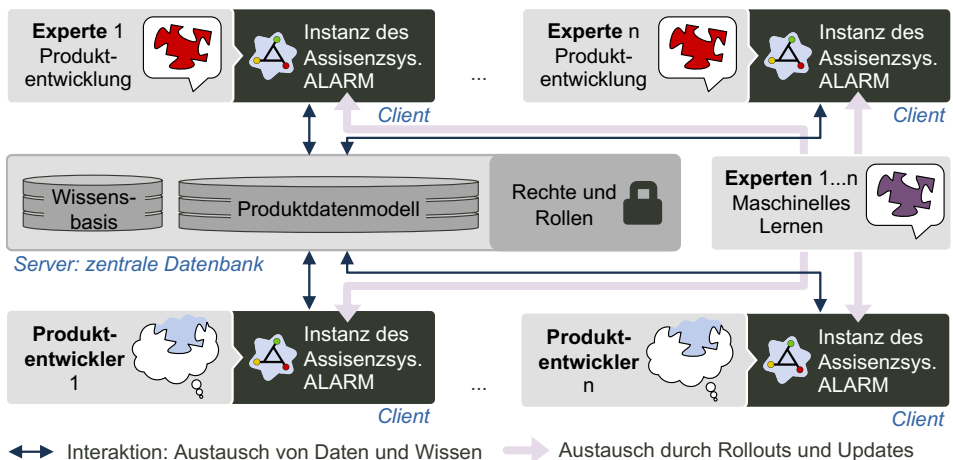 Experte 1
Produkt-
entwicklung
Instanz des
Assisenzsys.
ALARM
Client
...
Experte n
Produkt-
entwicklung
Instanz des
Assisenzsys.
ALARM
Client
Wissens-
basis
Produktdatenmodell
Rechte und
Rollen
Server: zentrale Datenbank
Experten 1...n
Maschinelles
Lernen
Produkt-
entwickler
1
Instanz des
Assisenzsys.
ALARM
Client
...
Produkt-
entwickler
n
Instanz des
Assisenzsys.
ALARM
Client
Interaktion: Austausch von Daten und Wissen
Austausch durch Rollouts und Updates